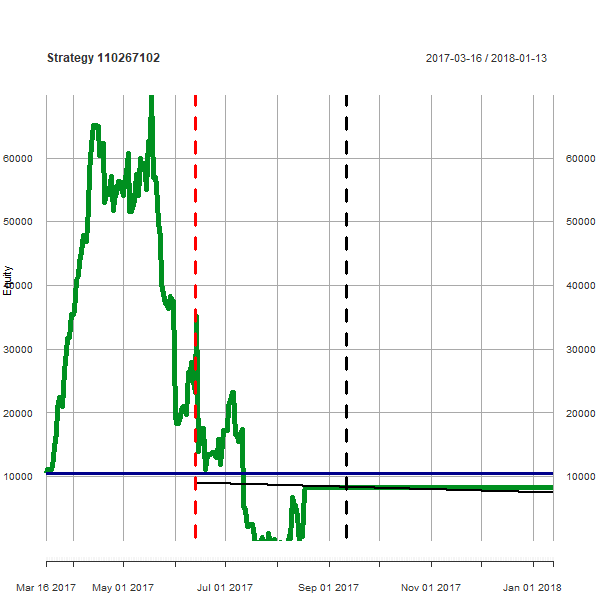 Strategy 110267102
2017-03-16 / 2018-01-13
60000
60000
50000
50000
Equity
40000
40000
30000
30000
20000
20000
10000
10000
Mar 16 2017
May 01 2017
Jul 01 2017
Sep 01 2017
Nov 01 2017
Jan 01 2018